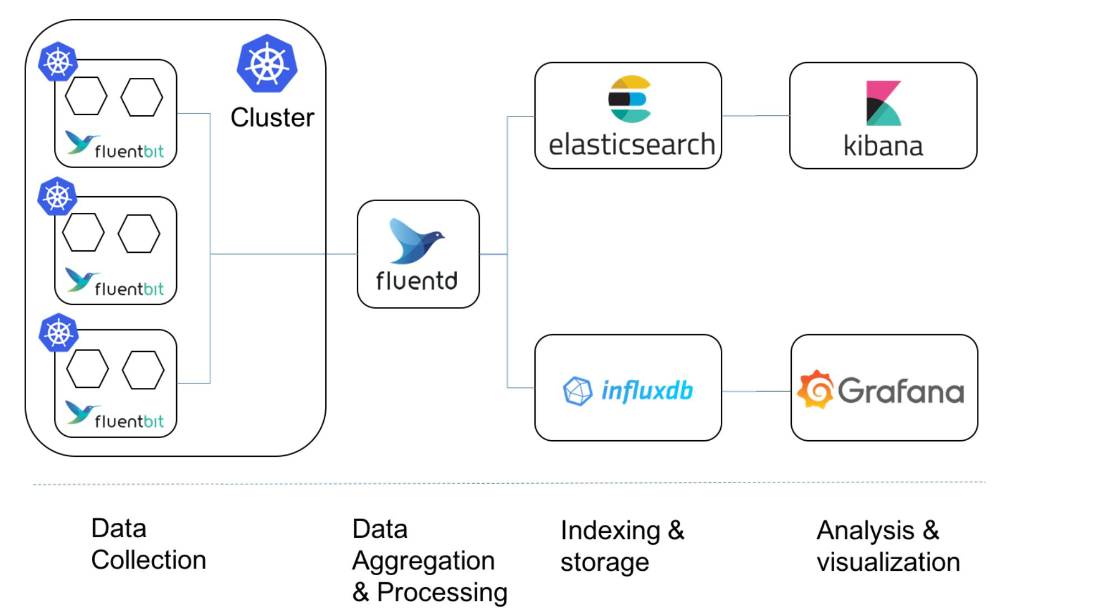 Cluster
fluentbit
fluentbit
fluentbit
fluentd
elasticsearch
kibana
influxdb
Grafana
Data
Collection
Data
Aggregation
& Processing
Indexing &
storage
Analysis &
visualization